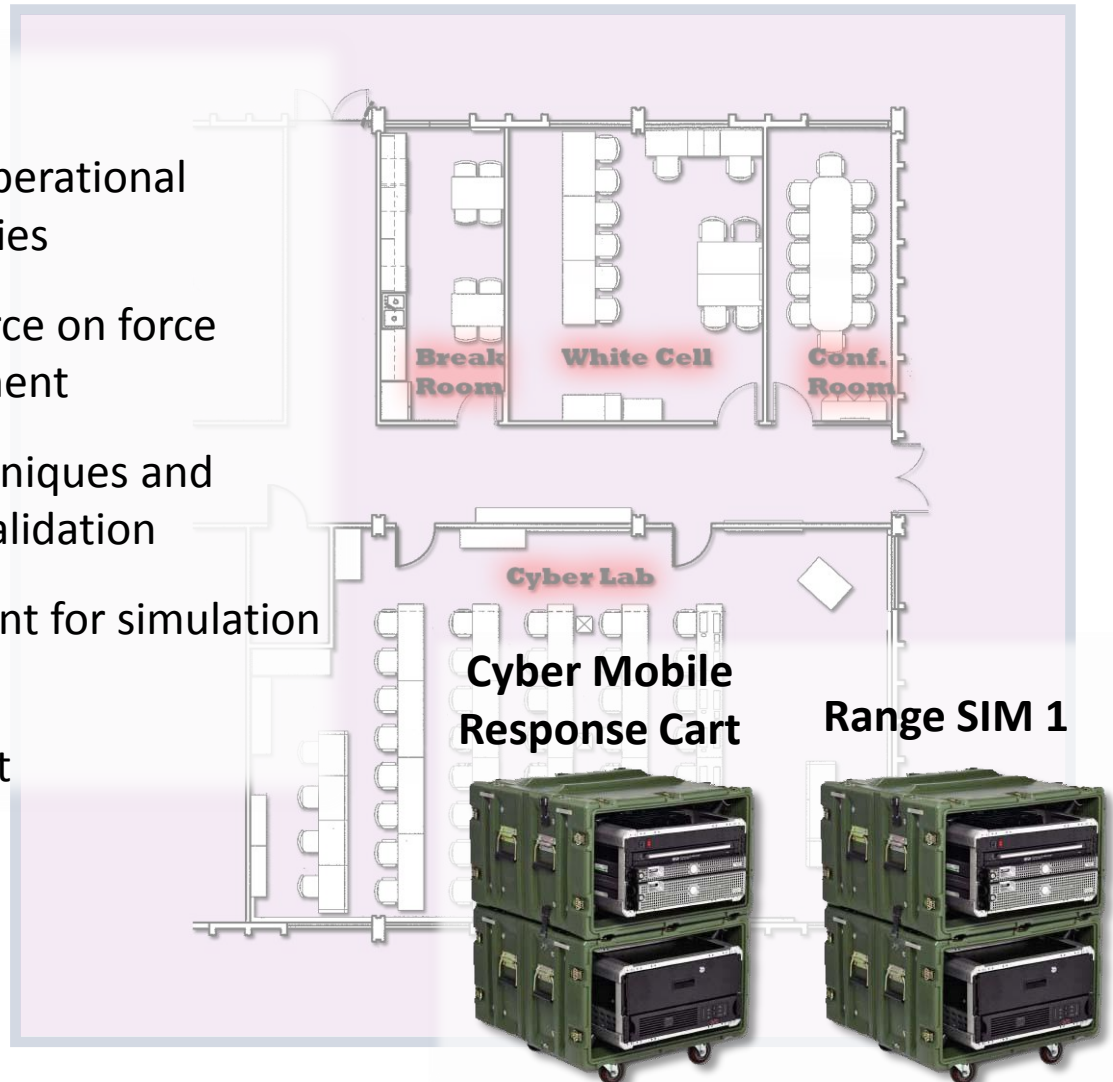 perational
ies
rce on force
ment
niques and
alidation
nt for simulation
t
Break
Room
White Cell
Conf.
Room
Cyber Lab
Cyber Mobile
Response Cart
Range SIM 1